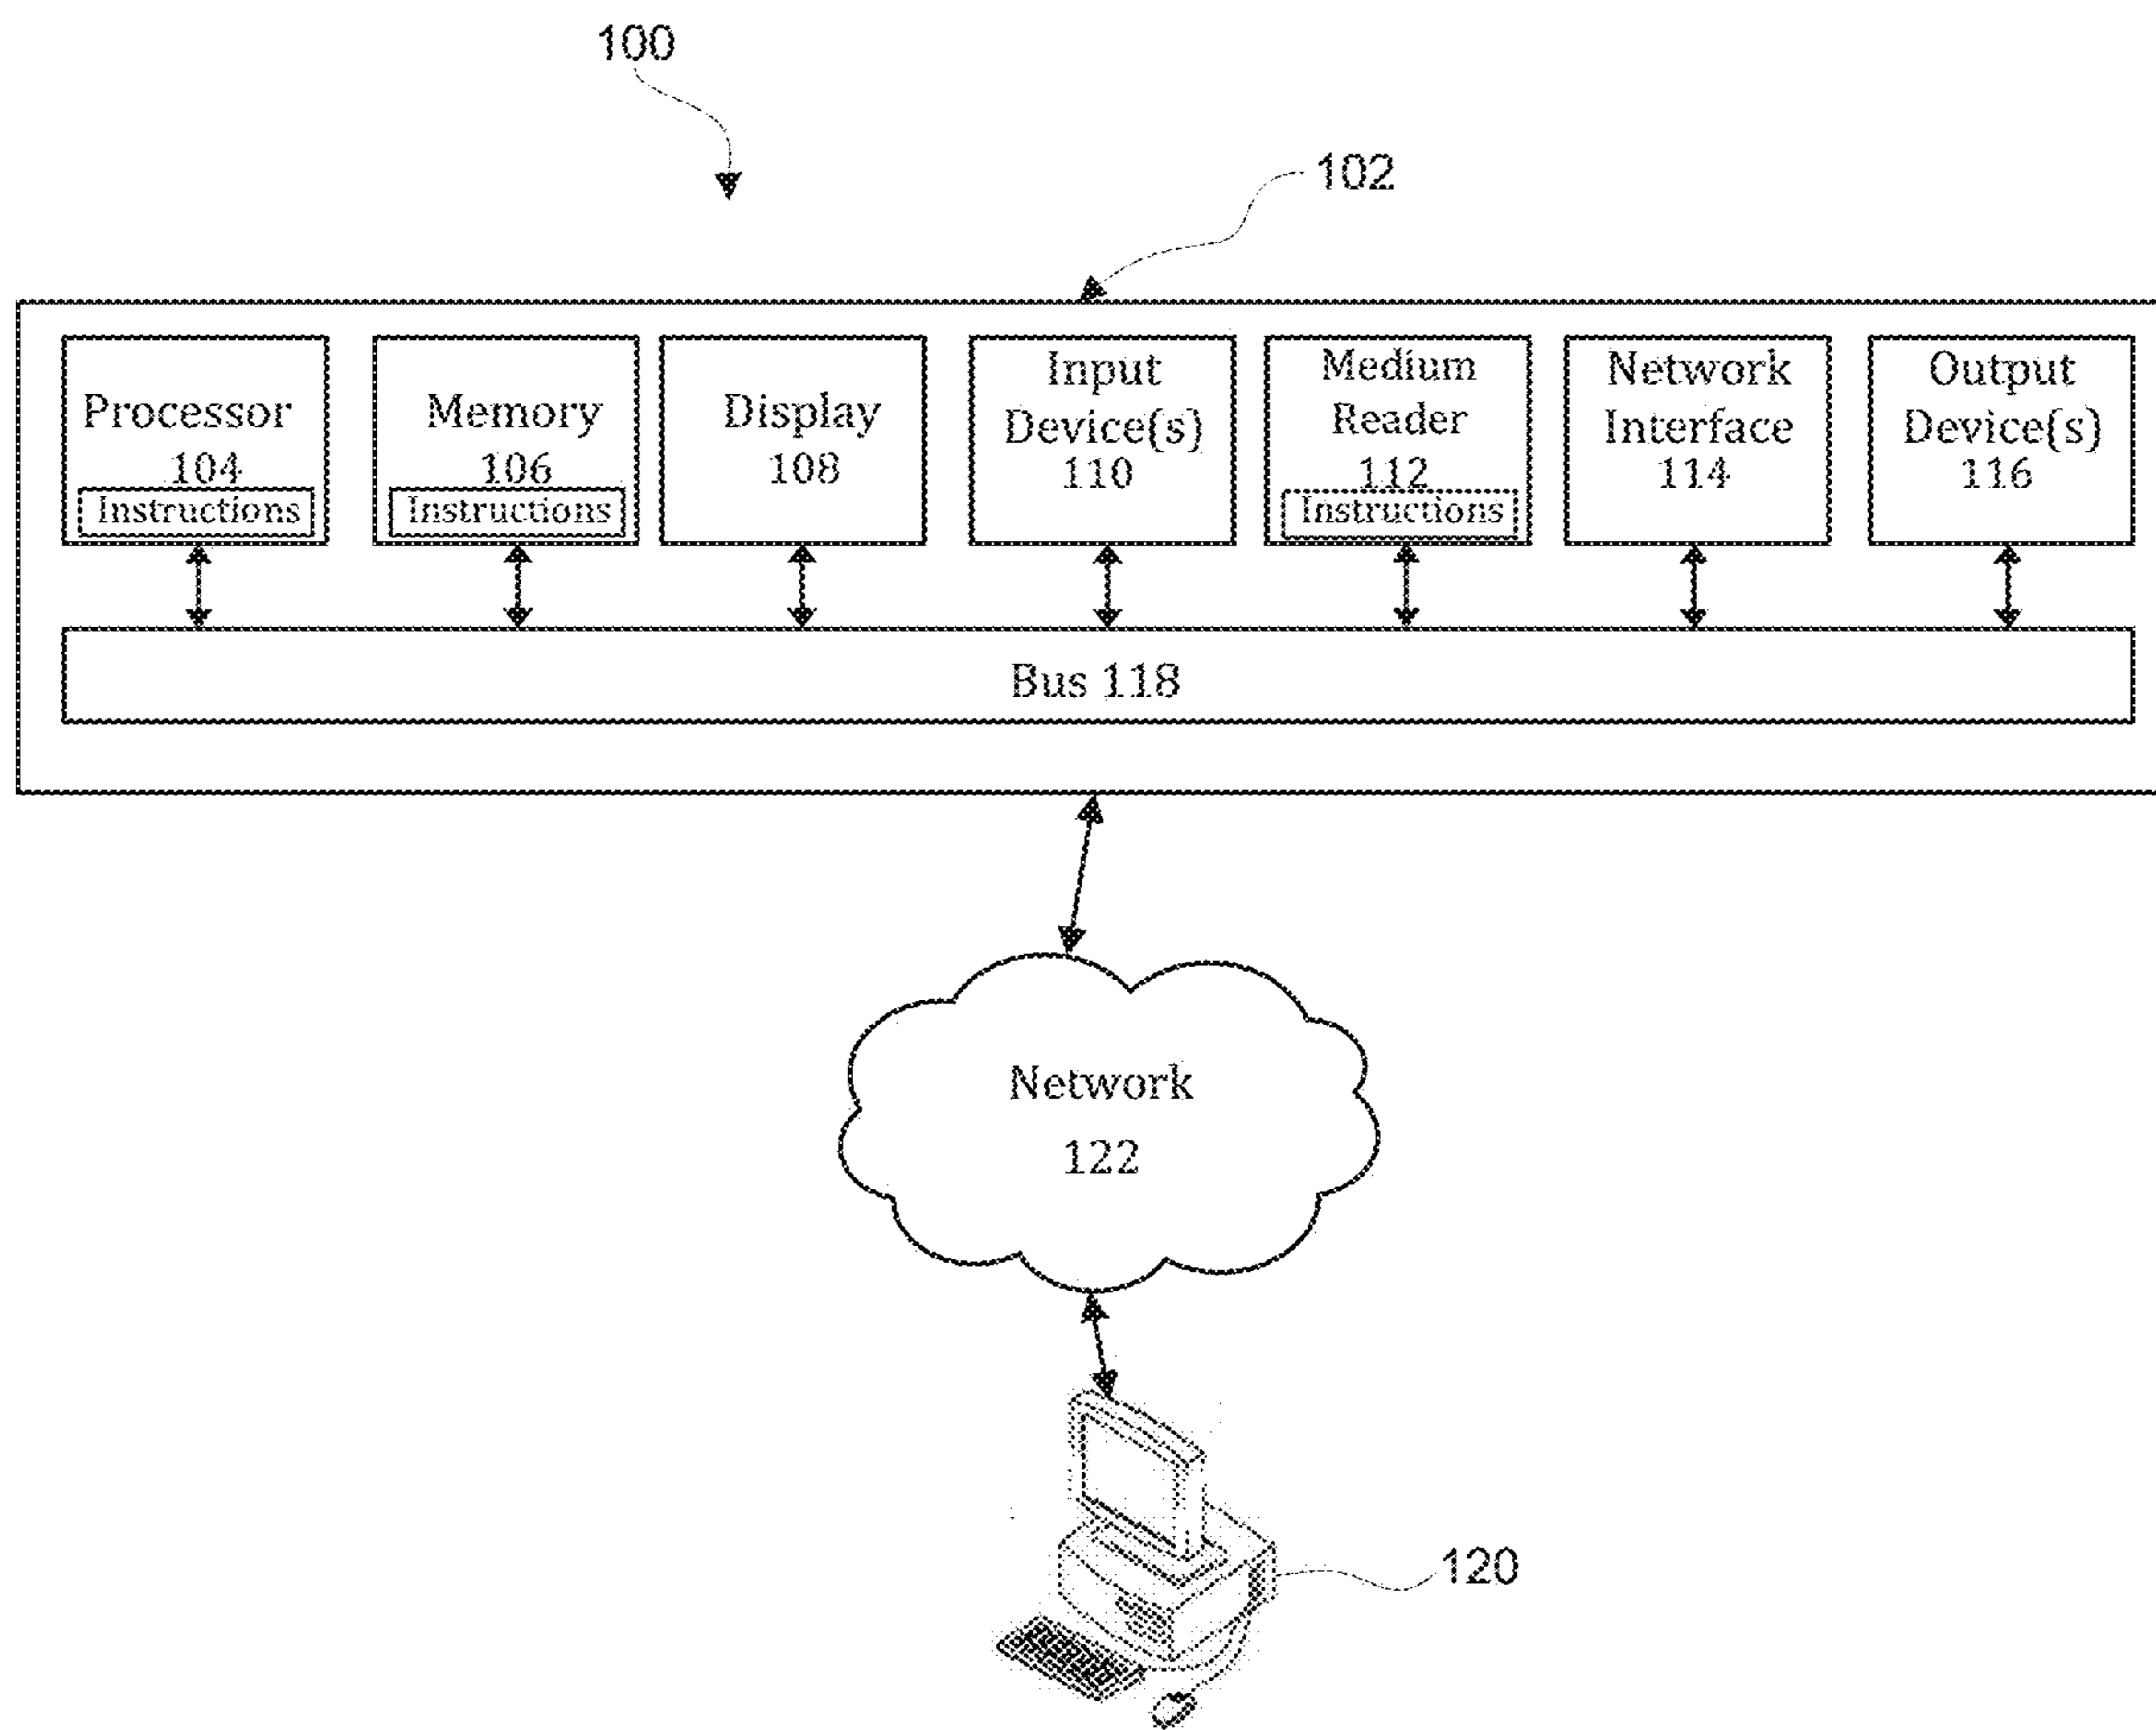 100
102
Processor
104
Instructions
Memory
106
Instructions
Display
108
Input
Device(s)
110
Medium
Reader
112
Instructions
Network
Interface
114
Output
Device(s)
116
Bus 118
Network
122
120